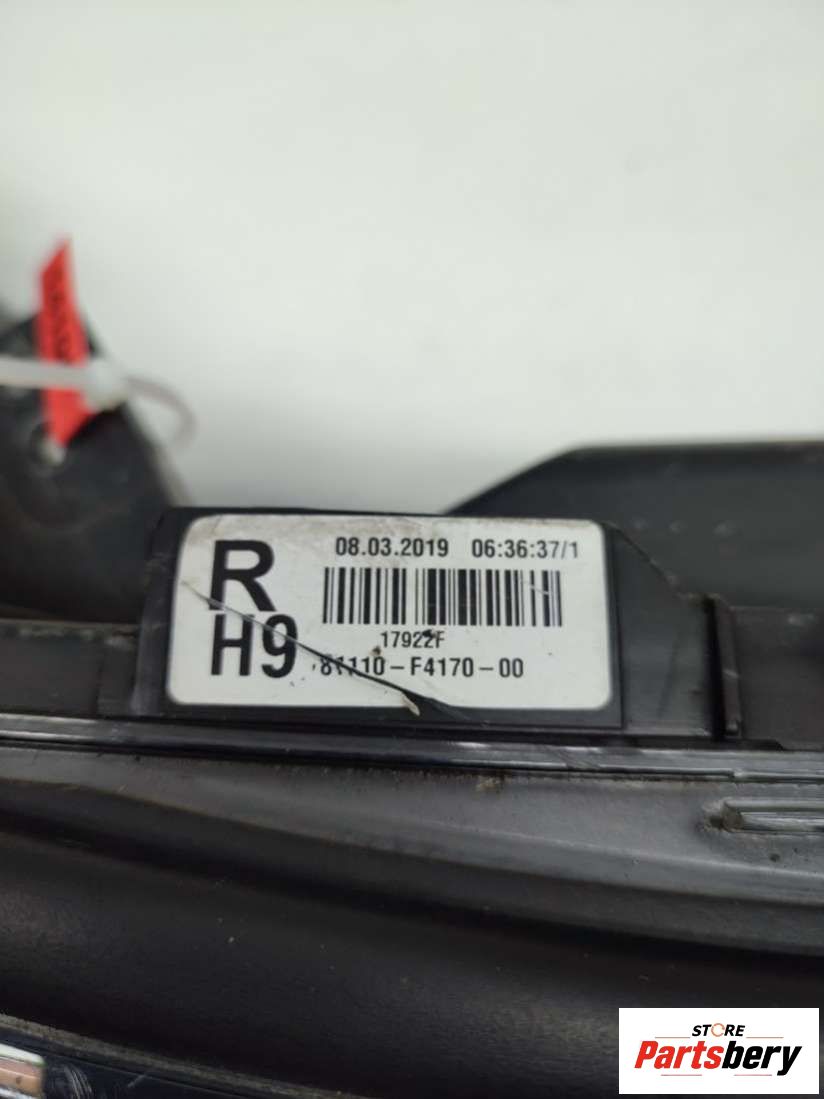 R
08.03.2019 06:36:37/1
17922F
H9
81110-F4170-00
STORE
Partsbery